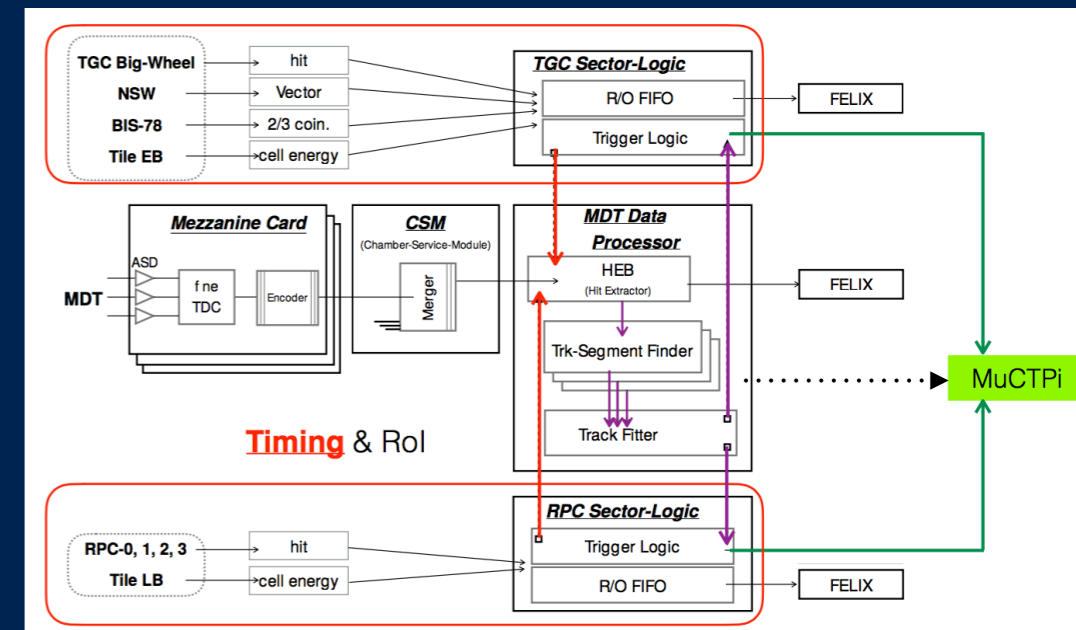 TGC Big-Wheel
hit
NSW
Vector
BIS-78
2/3 coin.
Tile EB
cell energy
TGC Sector-Logic
R/O FIFO
Trigger Logic
FELIX
Mezzanine Card
ASD
MDT
f ne
TDC
Encoder
CSM
(Chamber-Service-Module)
Merger
MDT Data
Processor
HEB
(Hit Extractor)
FELIX
Trk-Segment Finder
Track Fitter
MuCTPi
Timing & RoI
RPC-0, 1, 2, 3
hit
Tile LB
cell energy
RPC Sector-Logic
Trigger Logic
R/O FIFO
FELIX